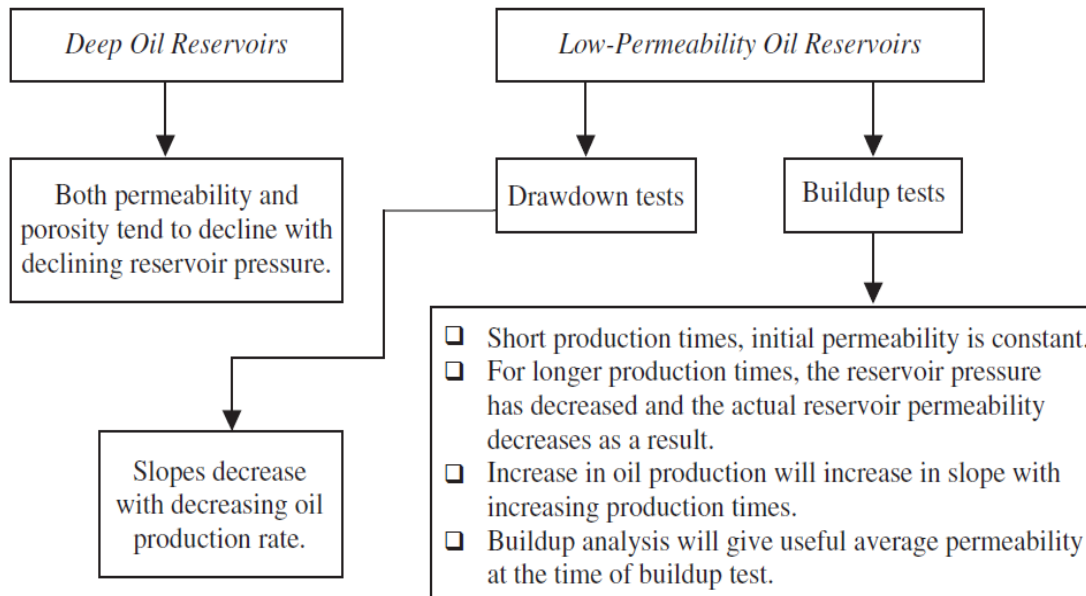 Deep Oil Reservoirs
Low-Permeability Oil Reservoirs
Both permeability and
porosity tend to decline with
declining reservoir pressure.
Drawdown tests
Buildup tests
❑ Short production times, initial permeability is constant.
❑ For longer production times, the reservoir pressure
has decreased and the actual reservoir permeability
decreases as a result.
❑ Increase in oil production will increase in slope with
increasing production times.
❑ Buildup analysis will give useful average permeability
at the time of buildup test.
Slopes decrease
with decreasing oil
production rate.